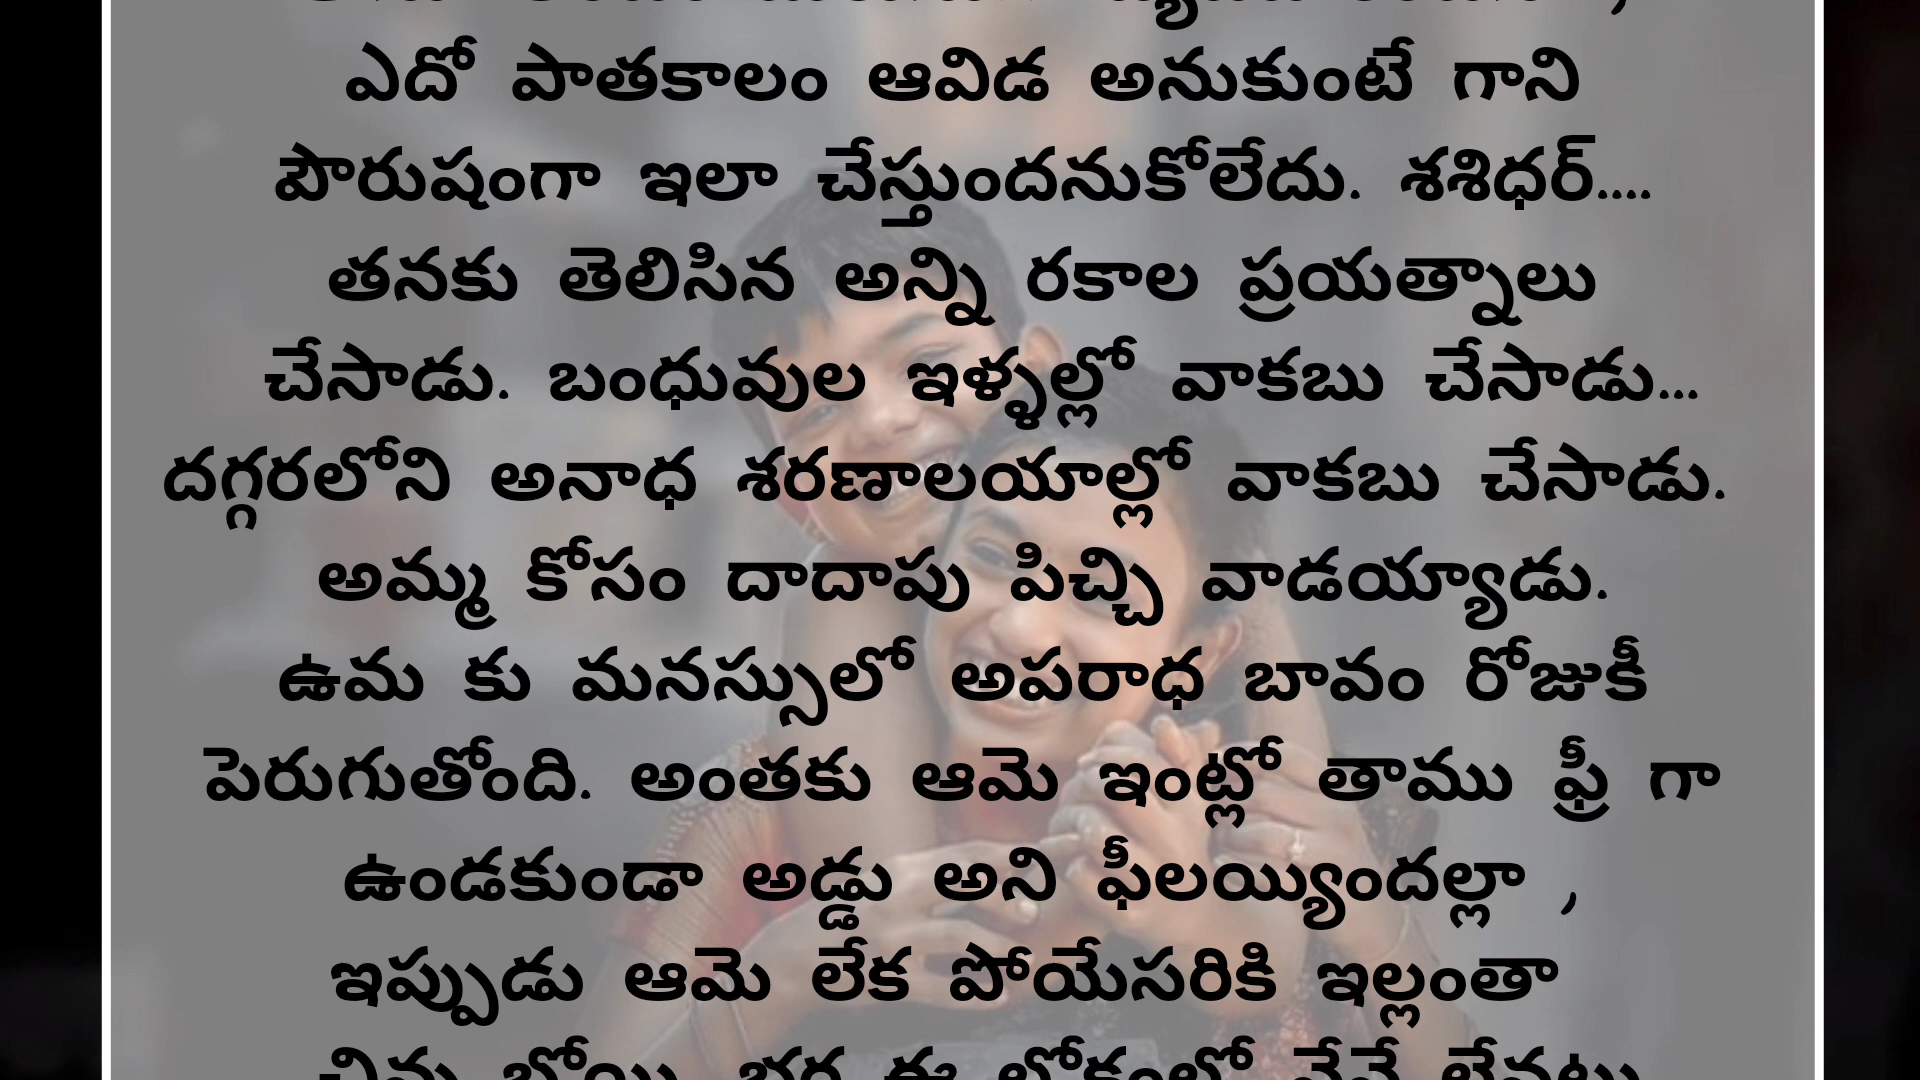 ఎదో పాతకాలం ఆవిడ అనుకుంటే గాని
పౌరుషంగా ఇలా చేస్తుందనుకోలేదు. శశిధర్....
తనకు తెలిసిన అన్ని రకాల ప్రయత్నాలు
చేసాడు. బంధువుల ఇళ్ళల్లో వాకబు చేసాడు...
దగ్గరలోని అనాధ శరణాలయాల్లో వాకబు చేసాడు.
అమ్మ కోసం దాదాపు పిచ్చి వాడయ్యాడు.
ఉమ కు మనస్సులో అపరాధ బావం రోజుకీ
పెరుగుతోంది. అంతకు ఆమె ఇంట్లో తాము ఫ్రీ గా
ఉండకుండా అడ్డు అని ఫీలయ్యిందల్లా ,
ఇప్పుడు ఆమె లేక పోయేసరికి ఇల్లంతా